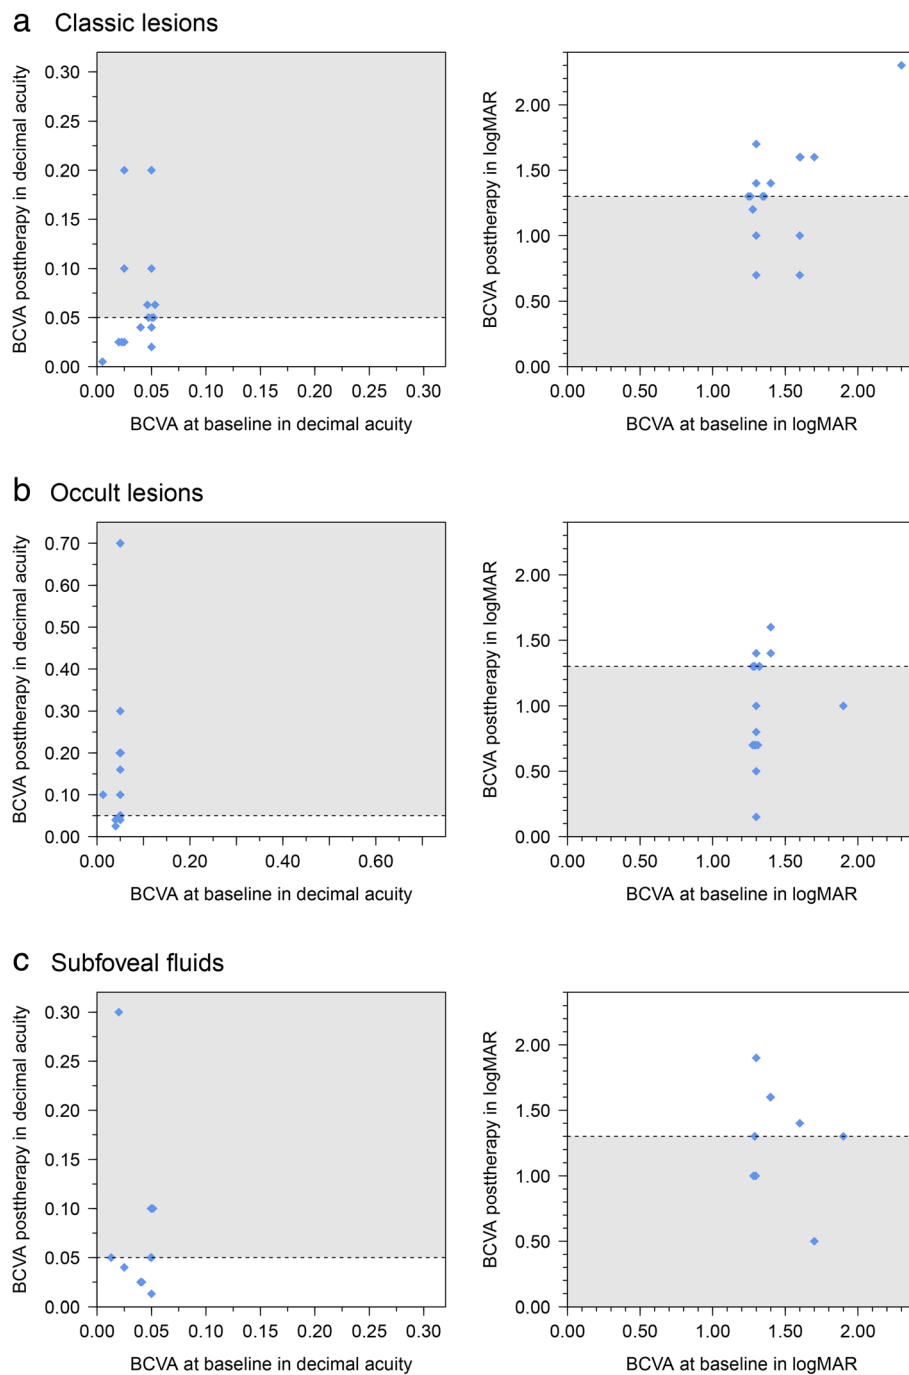 a Classic lesions
BCVA posttherapy in decimal acuity
0.30
0.25
0.20
0.15
0.10
0.05
0.00
0.00 0.05 0.10 0.15 0.20 0.25 0.30
BCVA at baseline in decimal acuity
BCVA posttherapy in logMAR
2.00
1.50
1.00
0.50
0.00
0.00 0.50 1.00 1.50 2.00
BCVA at baseline in logMAR
b Occult lesions
BCVA posttherapy in decimal acuity
0.70
0.60
0.50
0.40
0.30
0.20
0.10
0.00
0.00 0.20 0.40 0.60
BCVA at baseline in decimal acuity
BCVA posttherapy in logMAR
2.00
1.50
1.00
0.50
0.00
0.00 0.50 1.00 1.50 2.00
BCVA at baseline in logMAR
c Subfoveal fluids
BCVA posttherapy in decimal acuity
0.30
0.25
0.20
0.15
0.10
0.05
0.00
0.00 0.05 0.10 0.15 0.20 0.25 0.30
BCVA at baseline in decimal acuity
BCVA posttherapy in logMAR
2.00
1.50
1.00
0.50
0.00
0.00 0.50 1.00 1.50 2.00
BCVA at baseline in logMAR